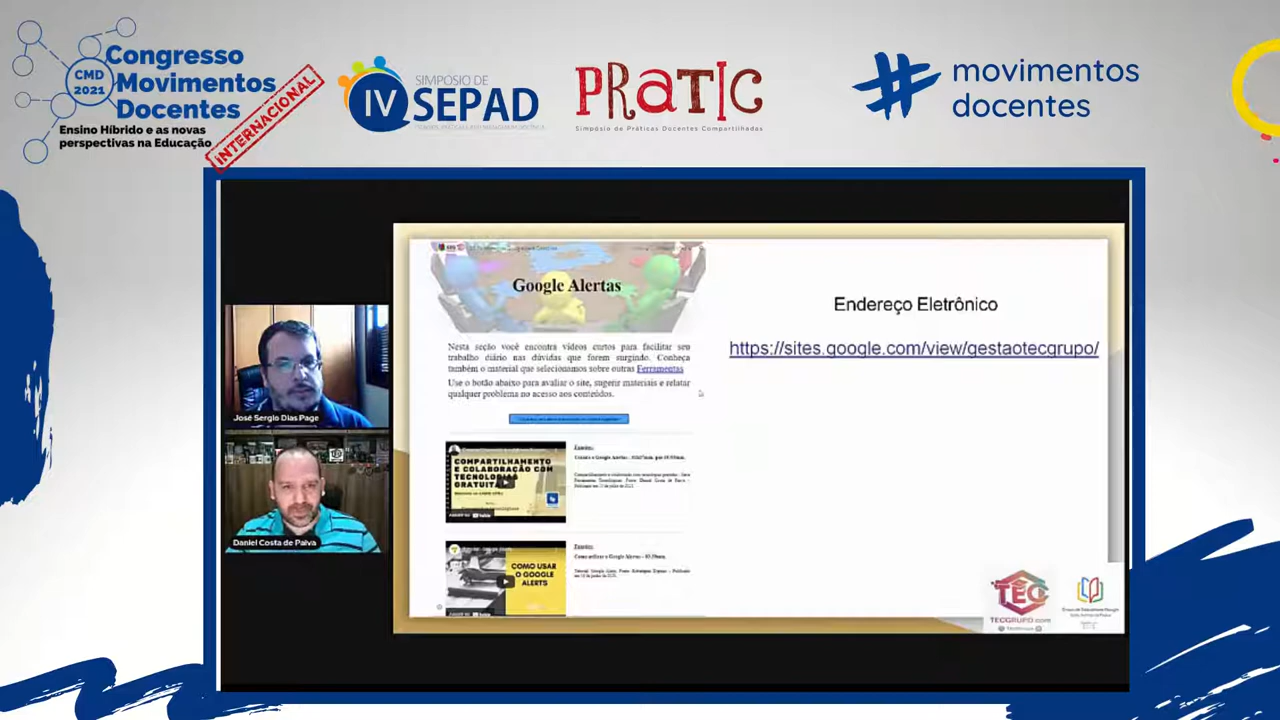 CMD
2021
Congresso
Movimentos
Docentes
Ensino Híbrido e as novas
perspectivas na Educação
INTERNACIONAL
IV
SIMPÓSIO DE
SEPAD
PRATIC
Simpósio de Práticas Docentes Compartilhadas
# movimentos
docentes
José Sergio Dias Page
Daniel Costa de Paiva
Google Alertas
Nesta seção você encontra vídeos curtos para facilitar seu
trabalho diário nas dúvidas que forem surgindo. Conheça
também o material que selecionamos sobre outras Ferramentas
Use o botão abaixo para avaliar o site, sugerir materiais e relatar
qualquer problema no acesso aos conteúdos.
COMPARTILHAMENTO
E COLABORAÇÃO COM
TECNOLOGIAS
GRATUITAS
COMO USAR
O GOOGLE
ALERTS
Endereço Eletrônico
https://sites.google.com/view/gestaotecgrupo/
TEC
TECGRUPO.com